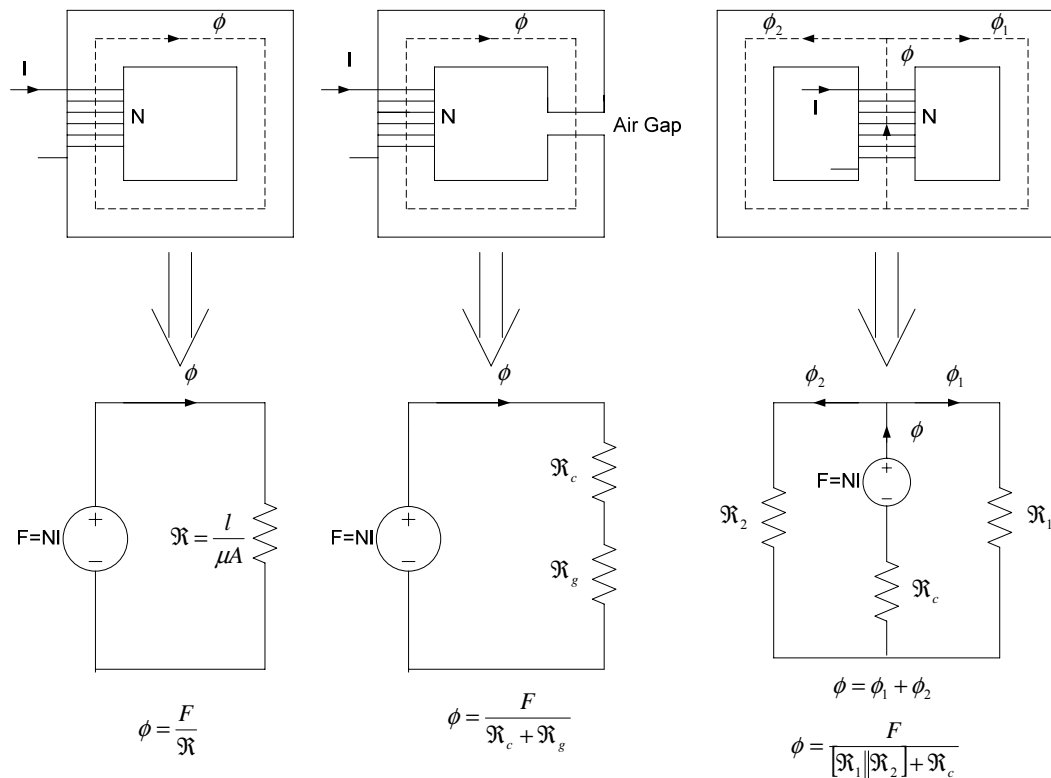 ϕ
I
N
ϕ
I
N
Air Gap
ϕ₂
ϕ₁
ϕ
I
N
ϕ
F=NI
+
−
ℜ = l/μA
ϕ = F/ℜ
ϕ
F=NI
+
−
ℜc
ℜg
ϕ = F/(ℜc + ℜg)
ϕ₂
ϕ₁
ϕ
F=NI
+
−
ℜ₂
ℜ₁
ℜc
ϕ = ϕ₁ + ϕ₂
ϕ = F/([ℜ₁||ℜ₂] + ℜc)